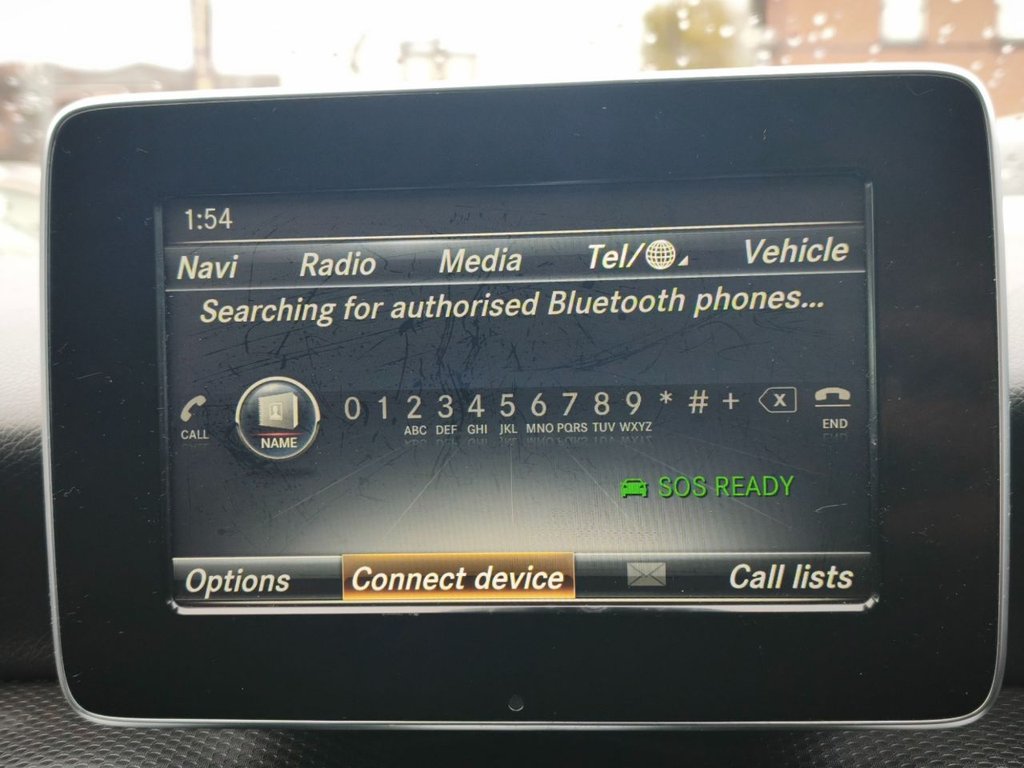 1:54
Navi Radio Media Tel/ Vehicle
Searching for authorised Bluetooth phones...
0 1 2 3 4 5 6 7 8 9 * # + X
CALL NAME ABC DEF GHI JKL MNO PQRS TUV WXYZ END
SOS READY
Options Connect device Call lists